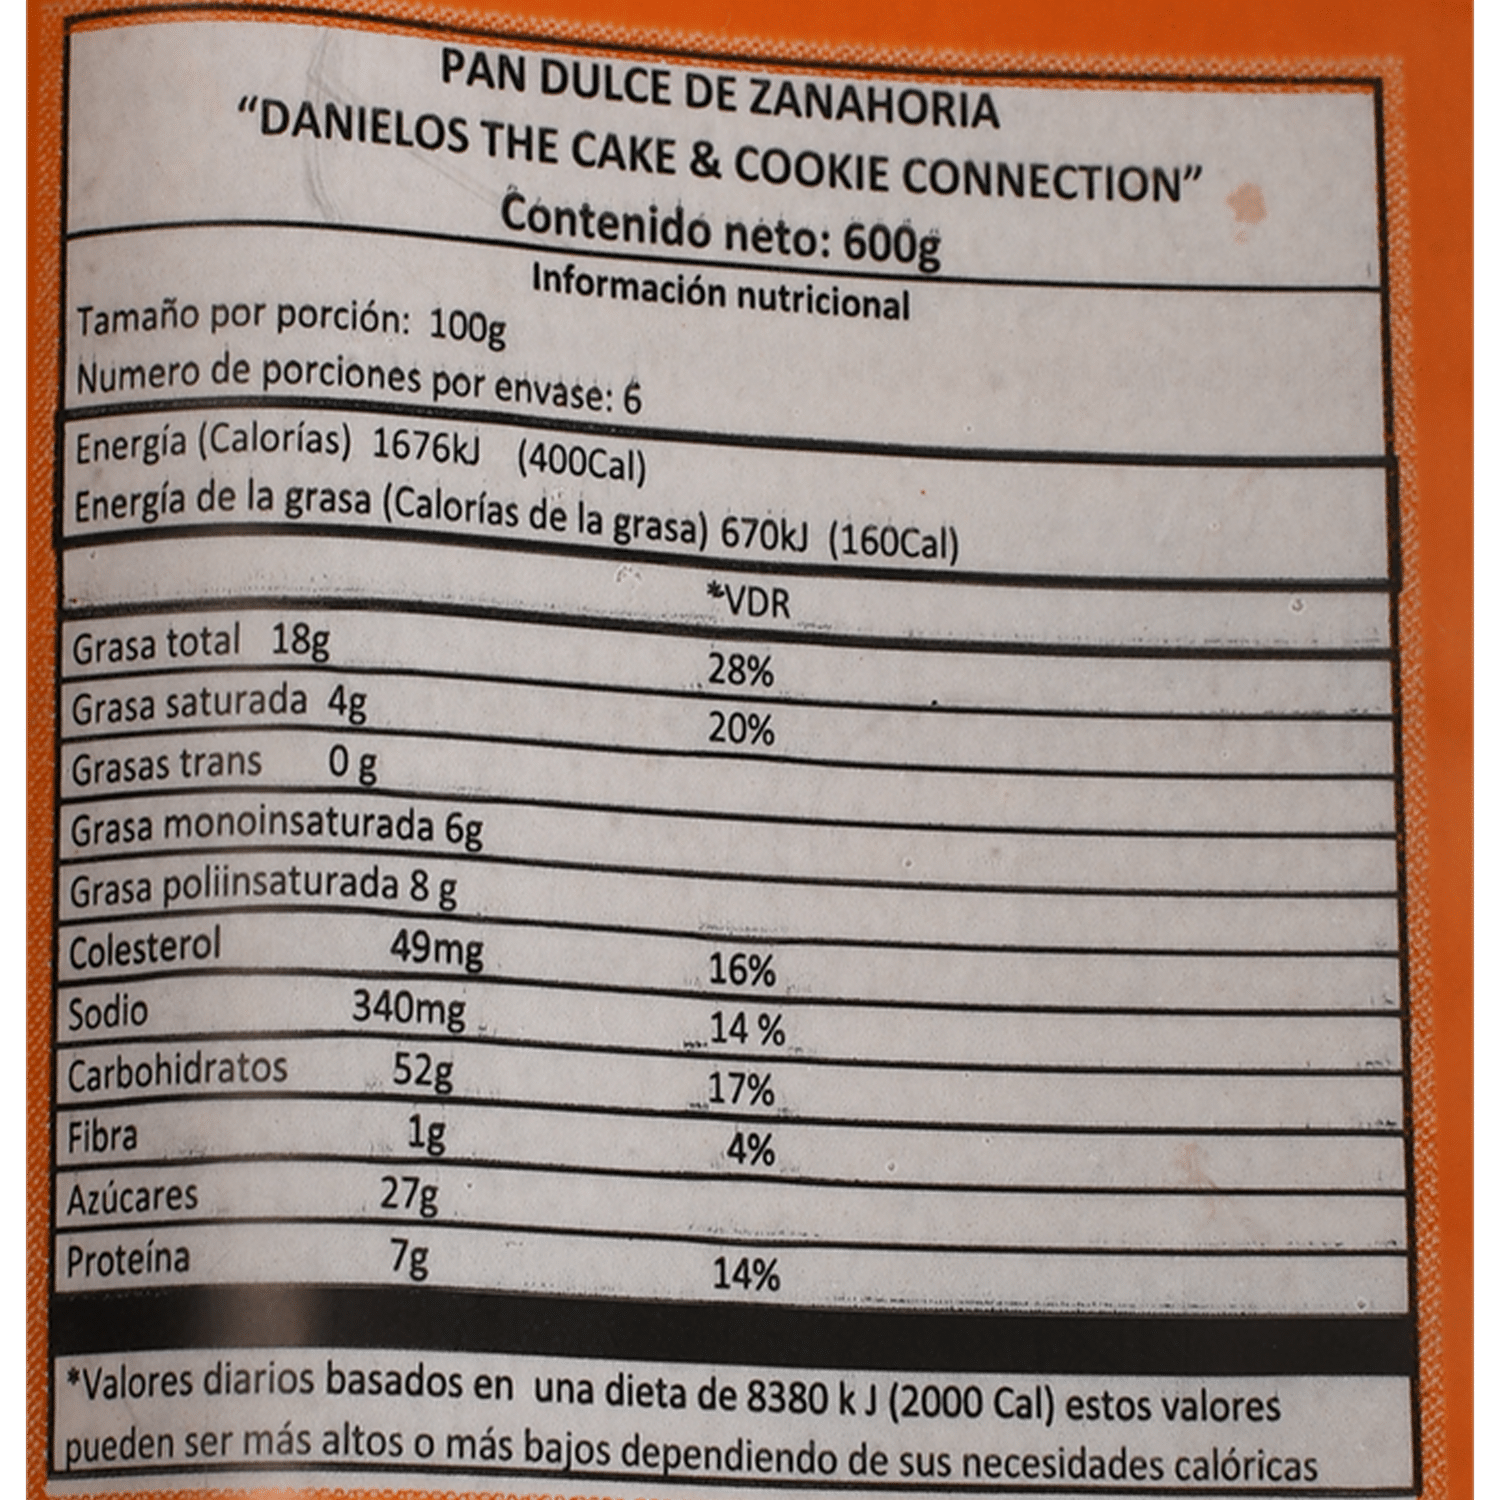 PAN DULCE DE ZANAHORIA
“DANIELOS THE CAKE & COOKIE CONNECTION”
Contenido neto: 600g
Información nutricional
Tamaño por porción: 100g
Numero de porciones por envase: 6
Energía (Calorías) 1676kJ (400Cal)
Energía de la grasa (Calorías de la grasa) 670kJ (160Cal)
*VDR
Grasa total 18g 28%
Grasa saturada 4g 20%
Grasas trans 0 g
Grasa monoinsaturada 6g
Grasa poliinsaturada 8 g
Colesterol 49mg 16%
Sodio 340mg 14 %
Carbohidratos 52g 17%
Fibra 1g 4%
Azúcares 27g
Proteína 7g 14%
*Valores diarios basados en una dieta de 8380 k J (2000 Cal) estos valores
pueden ser más altos o más bajos dependiendo de sus necesidades calóricas